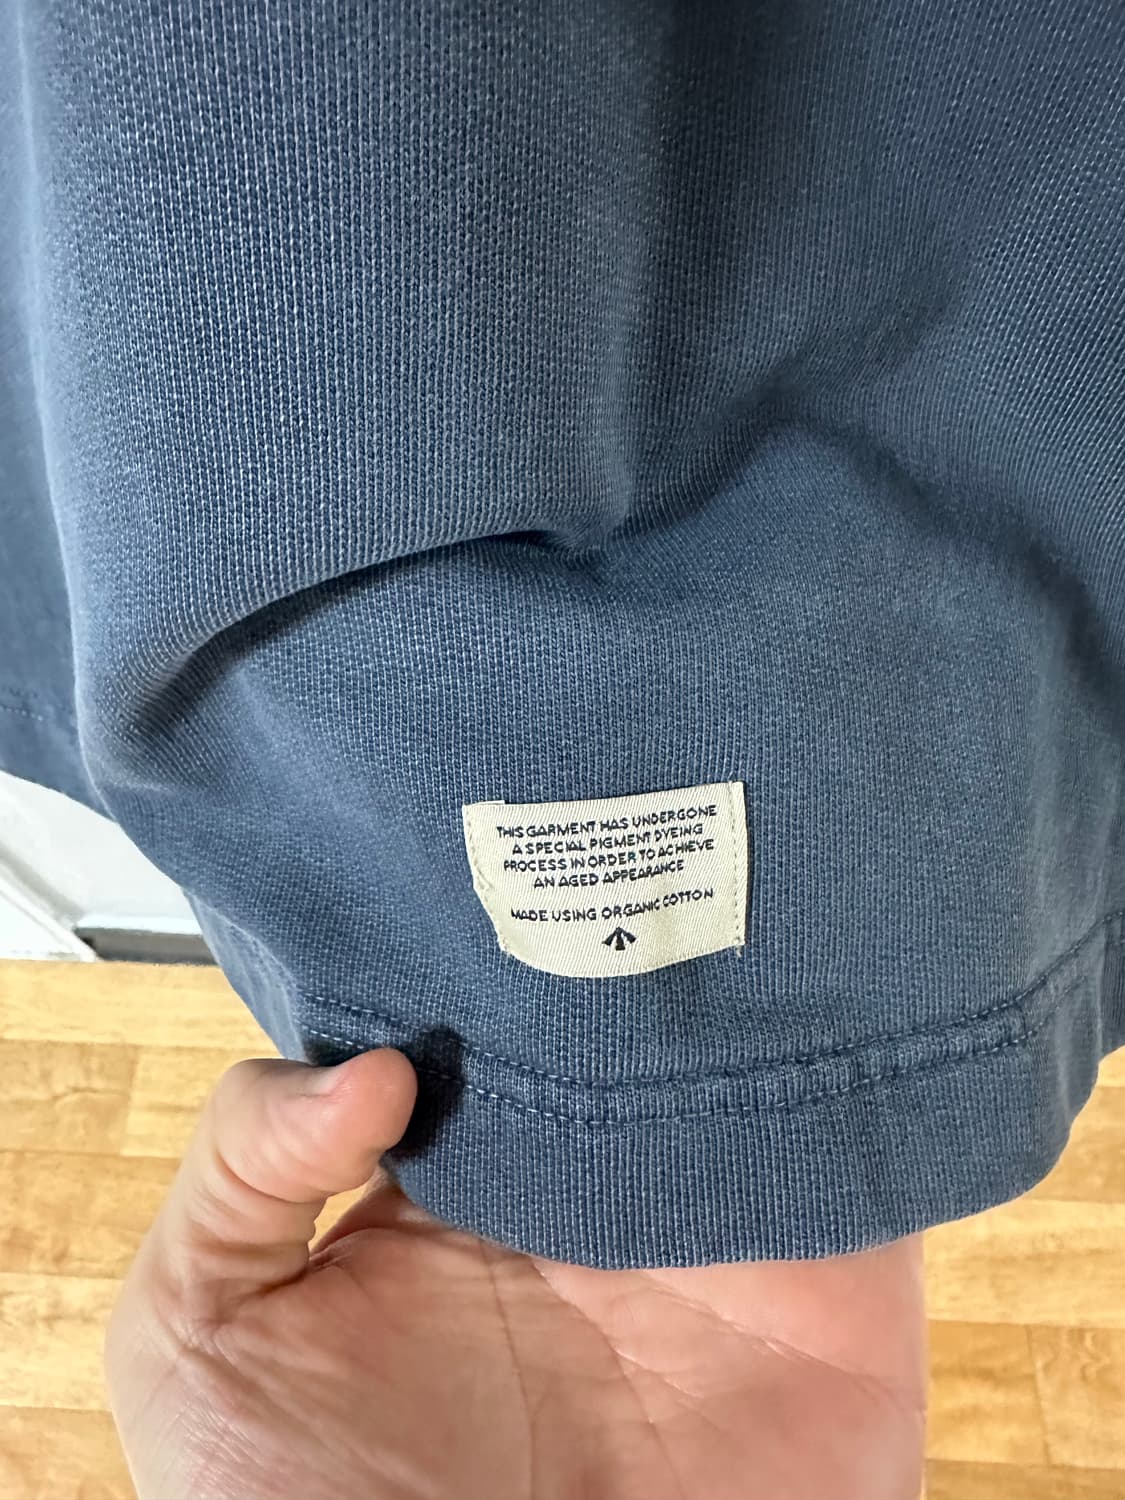 THIS GARMENT HAS UNDERGONE
A SPECIAL PIGMENT DYEING
PROCESS IN ORDER TO ACHIEVE
AN AGED APPEARANCE
MADE USING ORGANIC COTTON